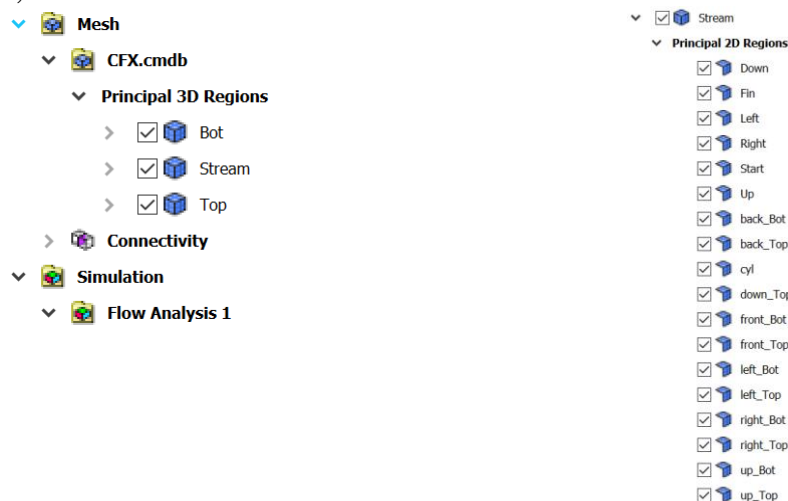 Mesh
CFX.cmdb
Principal 3D Regions
Bot
Stream
Top
Connectivity
Simulation
Flow Analysis 1
Stream
Principal 2D Regions
Down
Fin
Left
Right
Start
Up
back_Bot
back_Top
cyl
down_Top
front_Bot
front_Top
left_Bot
left_Top
right_Bot
right_Top
up_Bot
up_Top